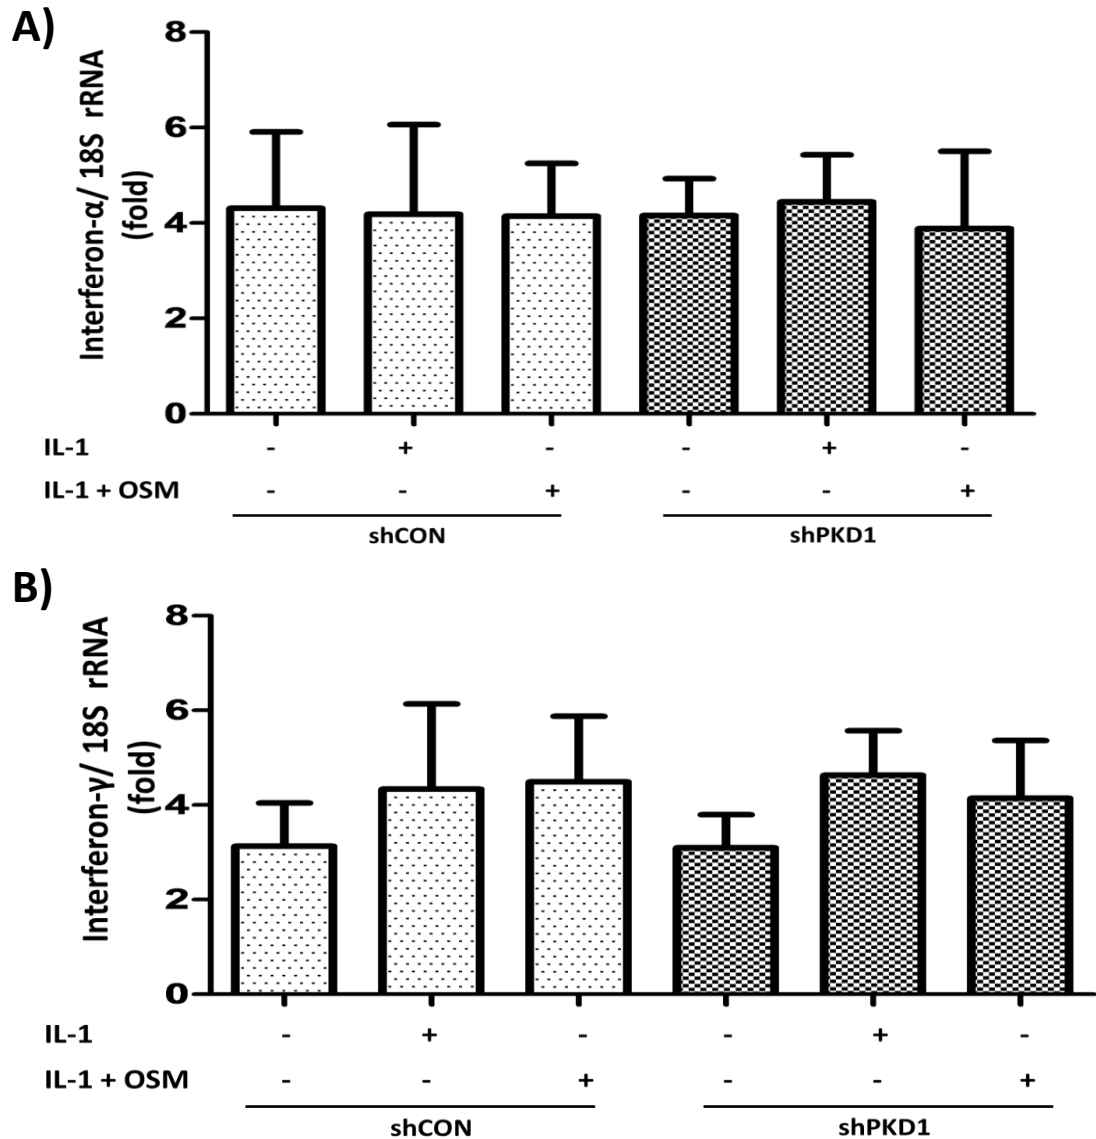 A)
Interferon-α/ 18S rRNA
(fold)
8
6
4
2
0
IL-1 - + - - + -
IL-1 + OSM - - + - - +
shCON shPKD1
B)
Interferon-γ/ 18S rRNA
(fold)
8
6
4
2
0
IL-1 - + - - + -
IL-1 + OSM - - + - - +
shCON shPKD1